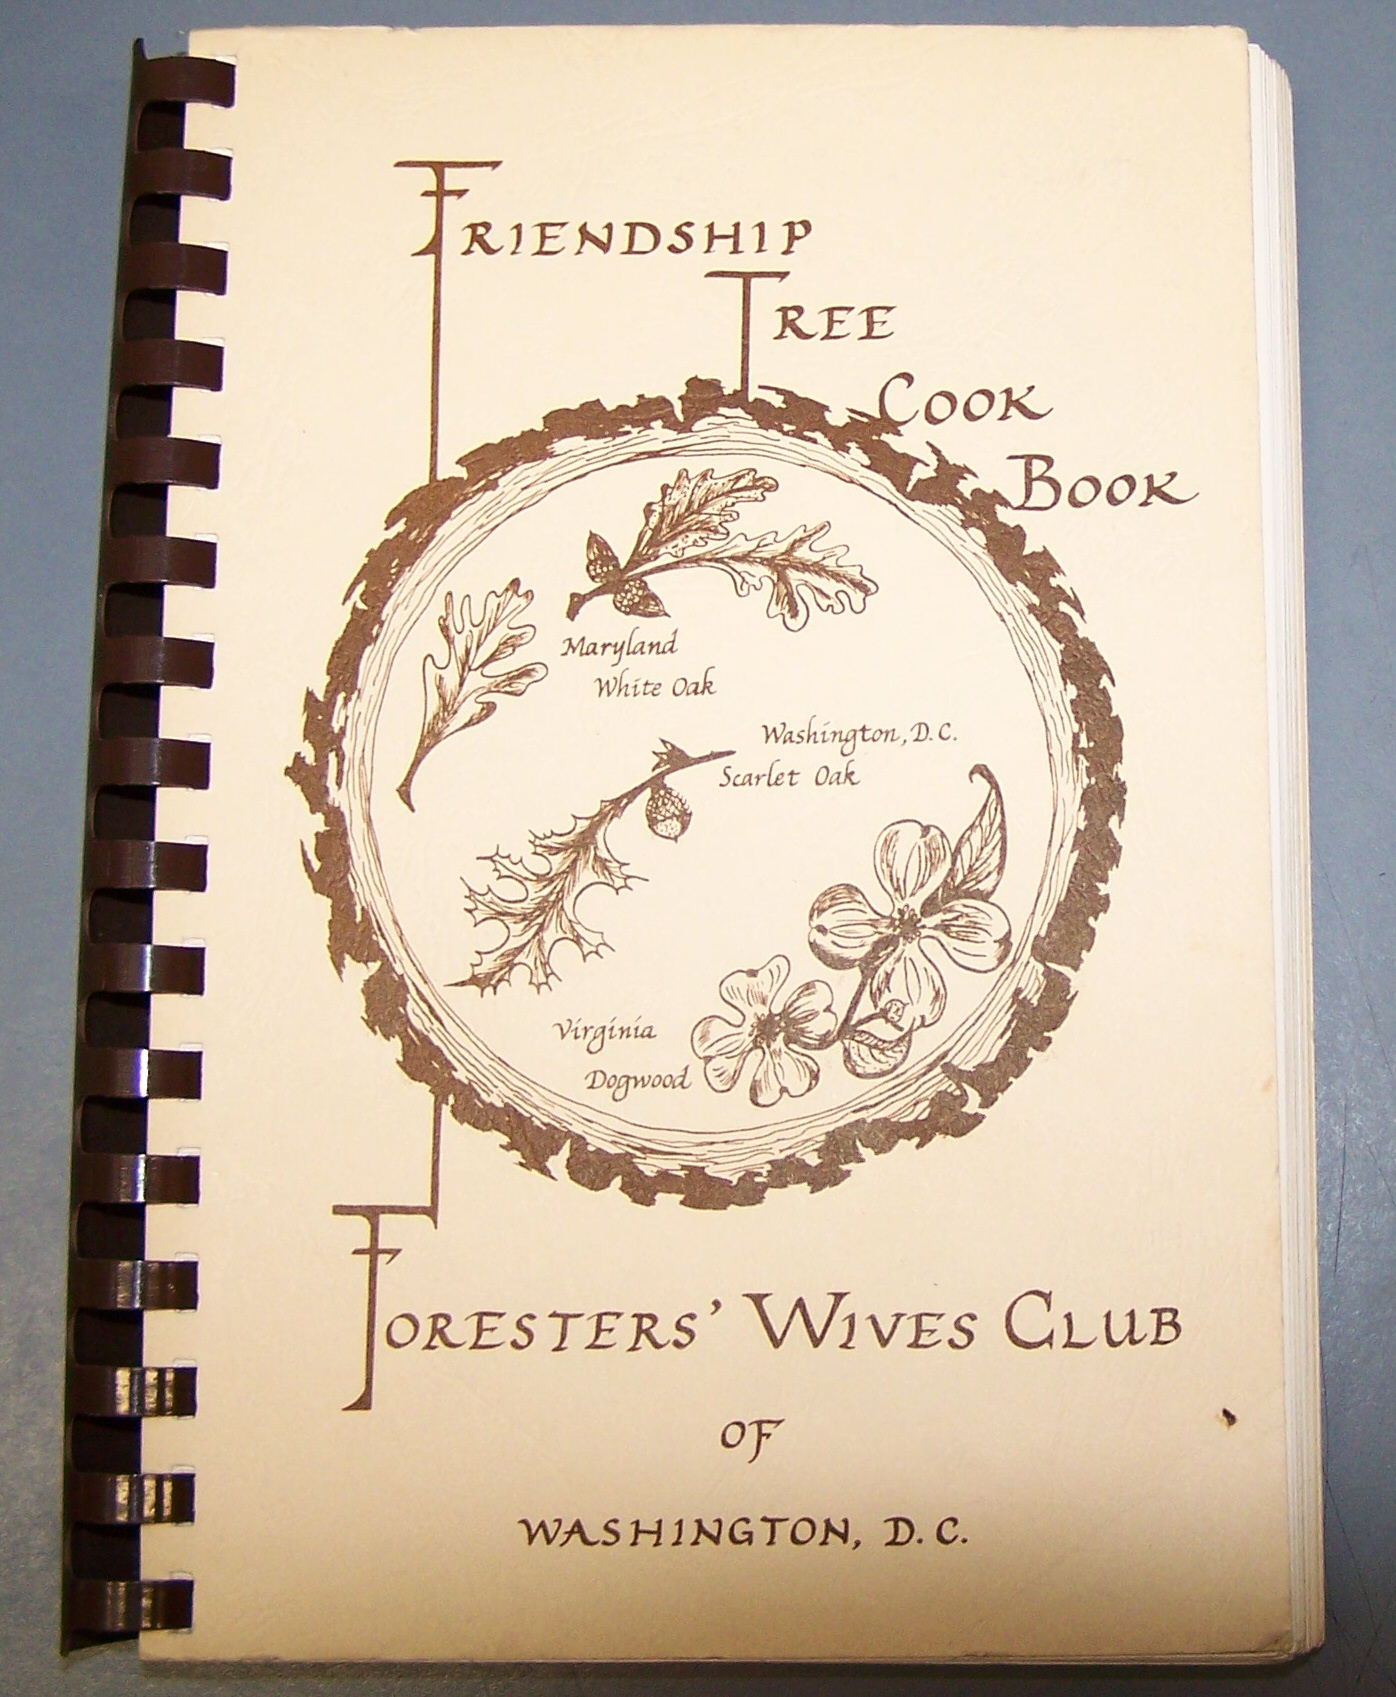 FRIENDSHIP
TREE
COOK
BOOK
Maryland
White Oak
Washington, D.C.
Scarlet Oak
Virginia
Dogwood
FORESTERS' WIVES CLUB
OF
WASHINGTON, D.C.